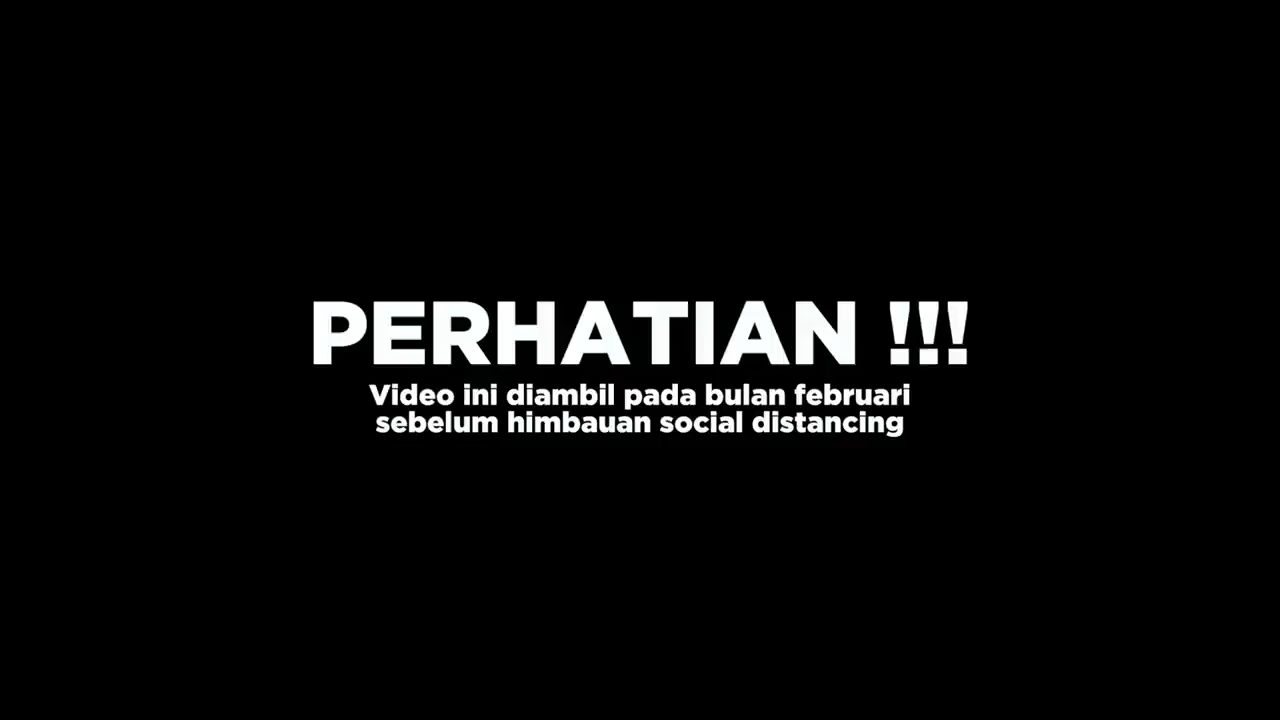 PERHATIAN !!!
Video ini diambil pada bulan februari
sebelum himbauan social distancing